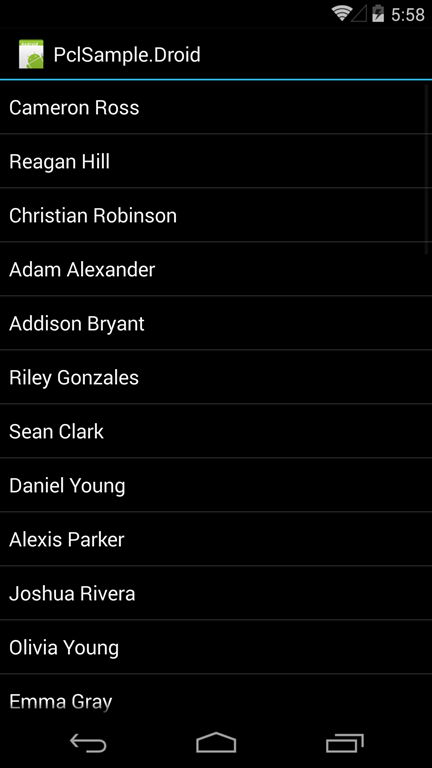 5:58
PclSample.Droid
Cameron Ross
Reagan Hill
Christian Robinson
Adam Alexander
Addison Bryant
Riley Gonzales
Sean Clark
Daniel Young
Alexis Parker
Joshua Rivera
Olivia Young
Emma Gray